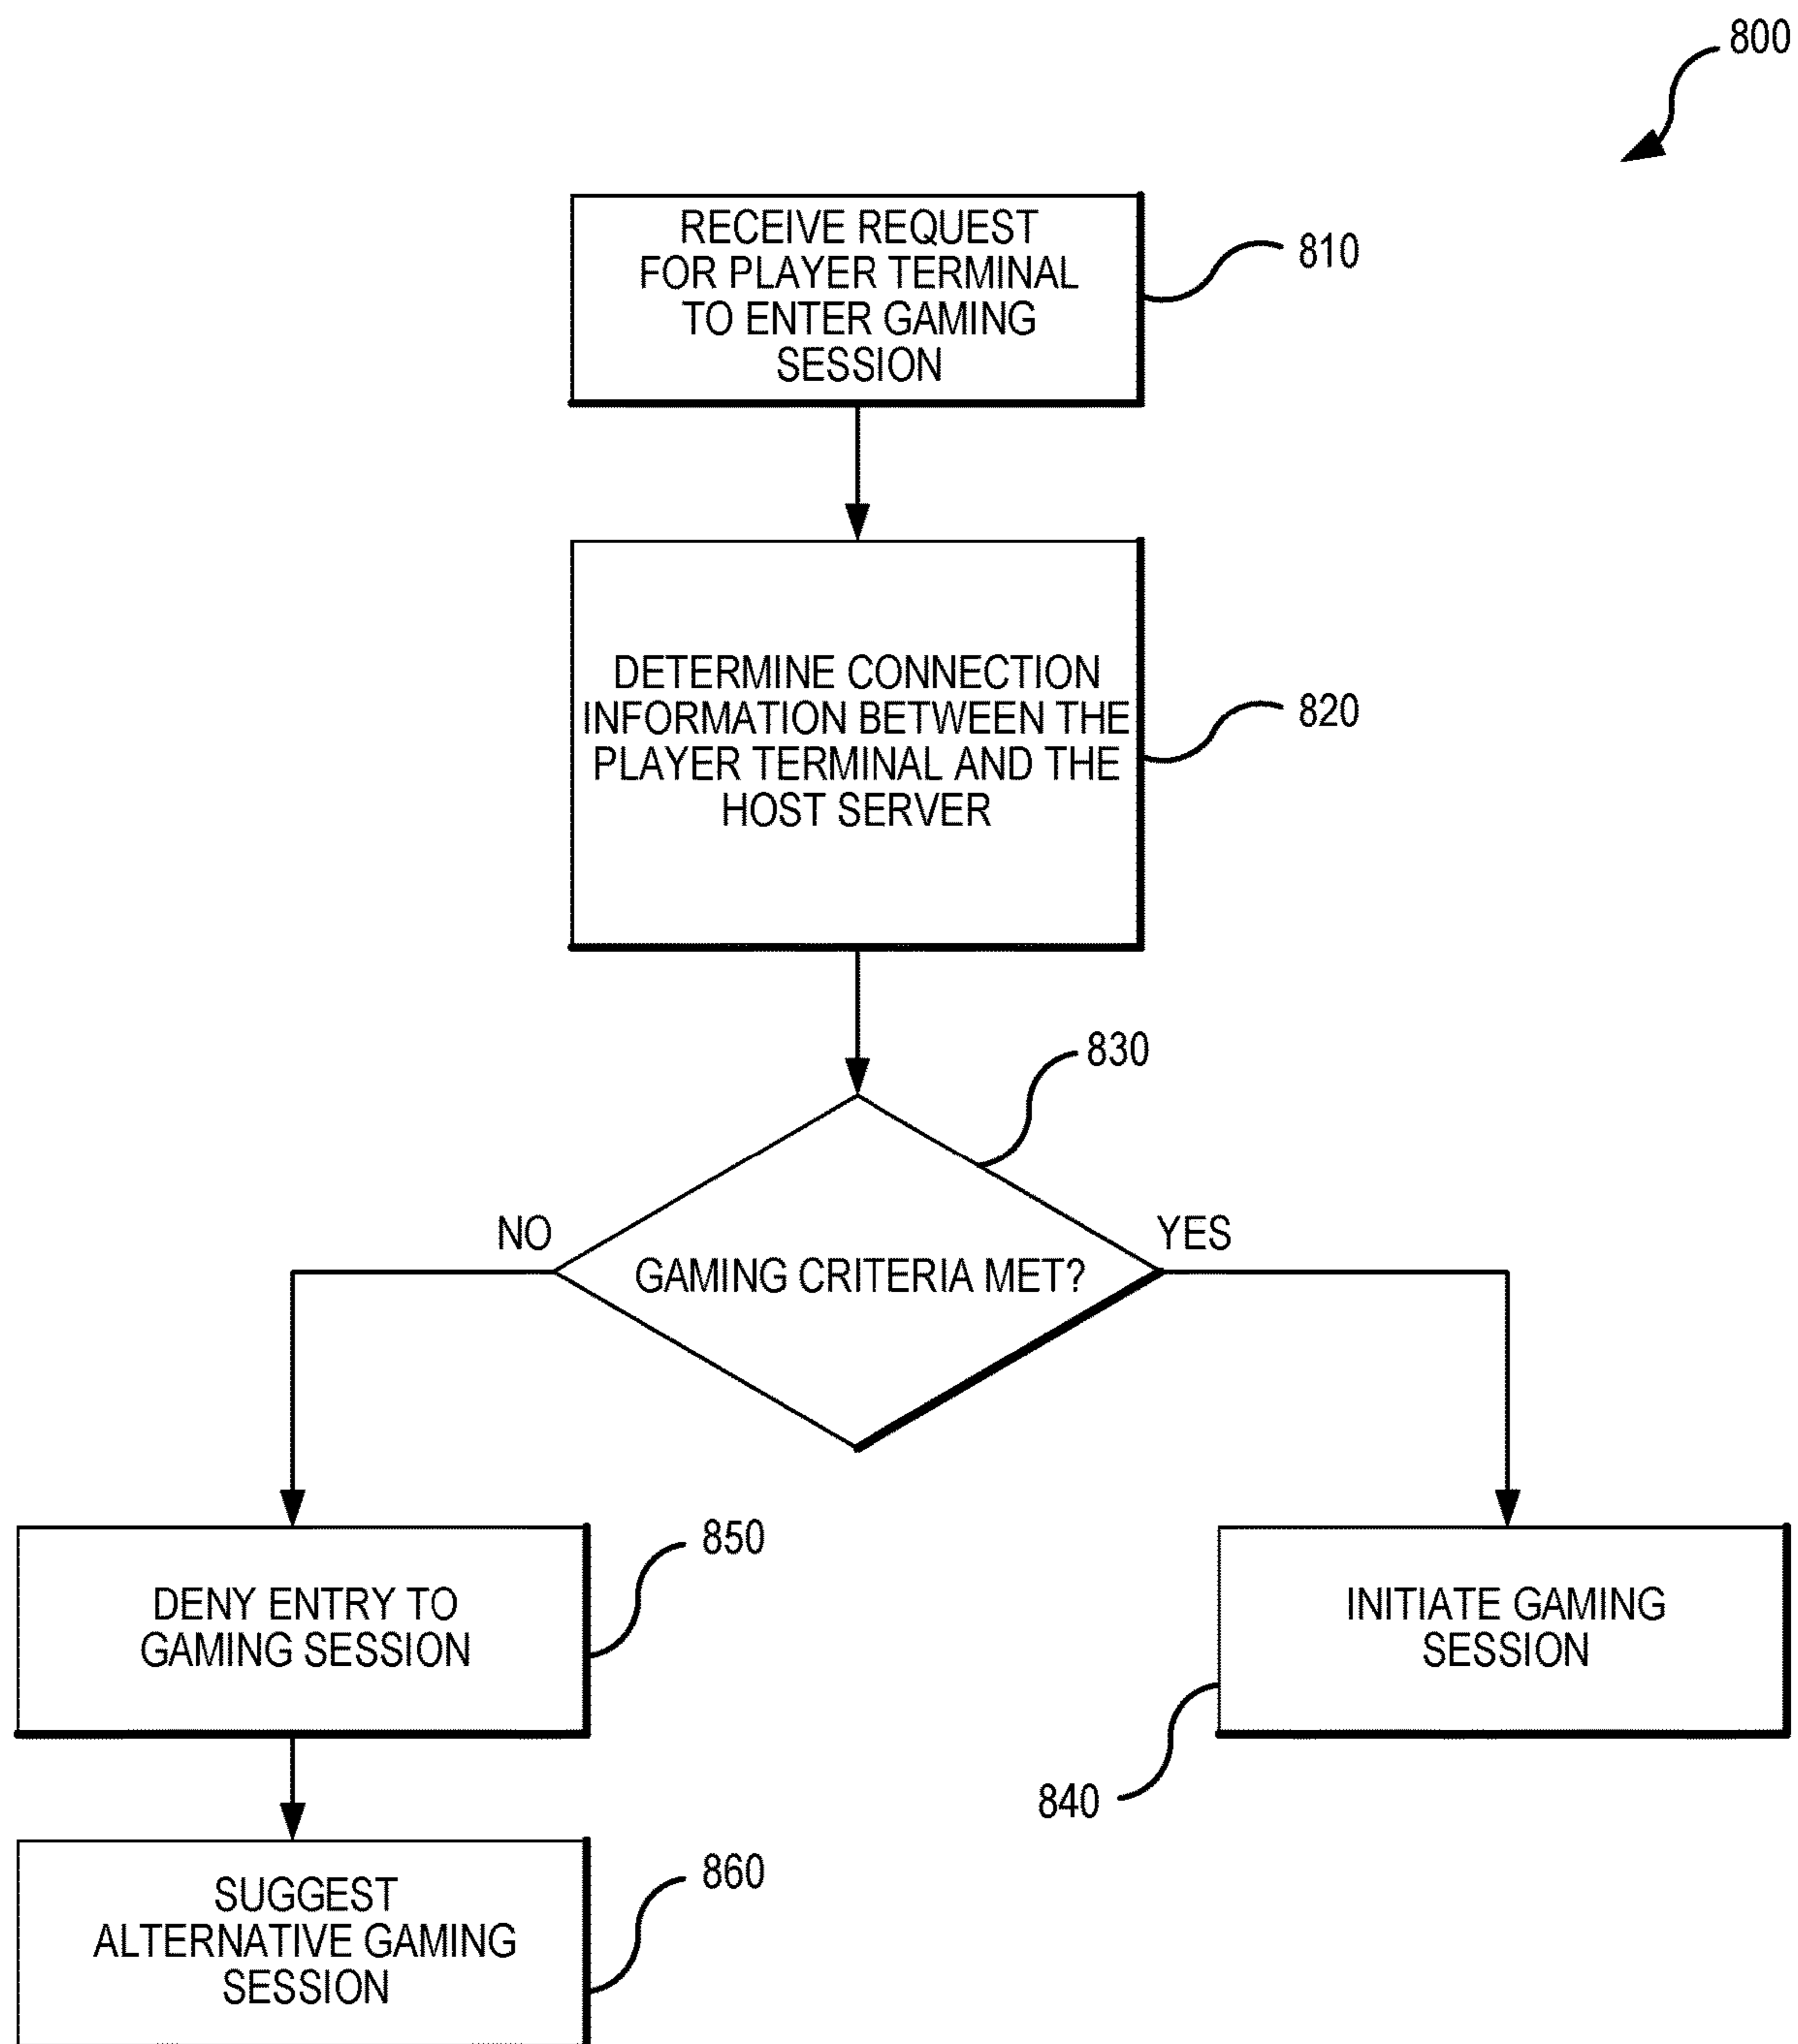 800
RECEIVE REQUEST
FOR PLAYER TERMINAL
TO ENTER GAMING
SESSION
810
DETERMINE CONNECTION
INFORMATION BETWEEN THE
PLAYER TERMINAL AND THE
HOST SERVER
820
830
NO
YES
GAMING CRITERIA MET?
850
DENY ENTRY TO
GAMING SESSION
INITIATE GAMING
SESSION
840
860
SUGGEST
ALTERNATIVE GAMING
SESSION